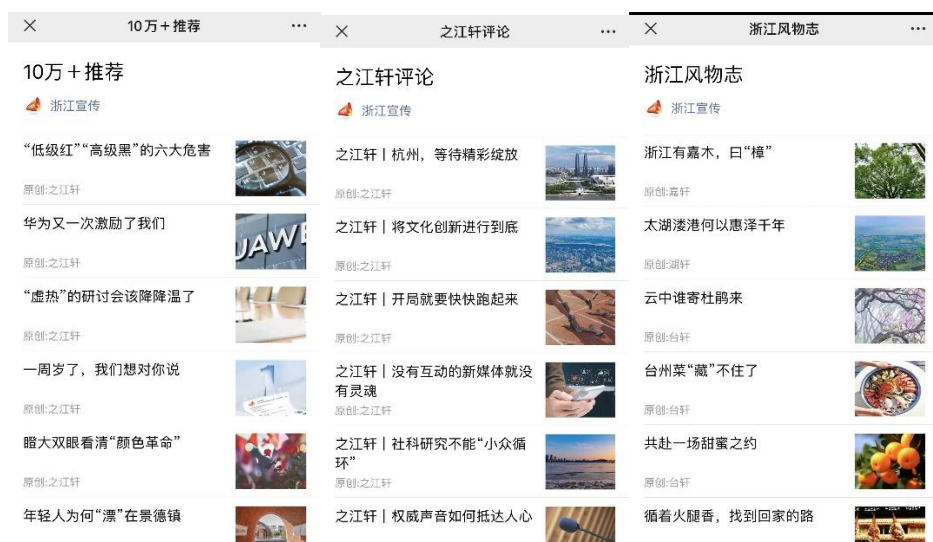 10万＋推荐
10万＋推荐
浙江宣传
“低级红”“高级黑”的六大危害
原创:之江轩
华为又一次激励了我们
原创:之江轩
“虚热”的研讨会该降降温了
原创:之江轩
一周岁了，我们想对你说
原创:之江轩
瞪大双眼看清“颜色革命”
原创:之江轩
年轻人为何“漂”在景德镇
之江轩评论
之江轩评论
浙江宣传
之江轩丨杭州，等待精彩绽放
原创:之江轩
之江轩丨将文化创新进行到底
原创:之江轩
之江轩丨开局就要快快跑起来
原创:之江轩
之江轩丨没有互动的新媒体就没
有灵魂
原创:之江轩
之江轩丨社科研究不能“小众循
环”
原创:之江轩
之江轩丨权威声音如何抵达人心
浙江风物志
浙江风物志
浙江宣传
浙江有嘉木，曰“樟”
原创:嘉轩
太湖溇港何以惠泽千年
原创:湖轩
云中谁寄杜鹃来
原创:台轩
台州菜“藏”不住了
原创:台轩
共赴一场甜蜜之约
原创:台轩
循着火腿香，找到回家的路
UAWE